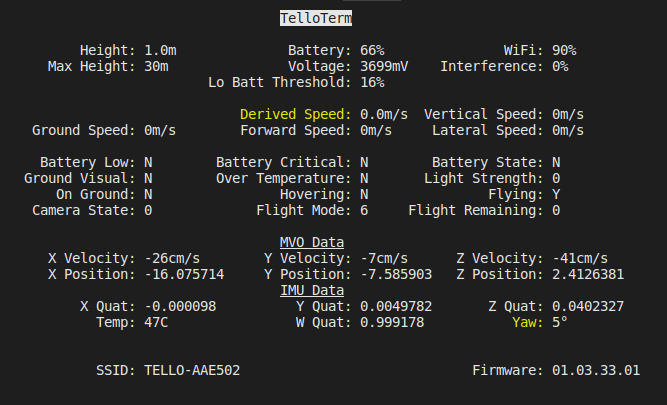 TelloTerm
Height: 1.0m Battery: 66% WiFi: 90%
Max Height: 30m Voltage: 3699mV Interference: 0%
Lo Batt Threshold: 16%
Derived Speed: 0.0m/s Vertical Speed: 0m/s
Ground Speed: 0m/s Forward Speed: 0m/s Lateral Speed: 0m/s
Battery Low: N Battery Critical: N Battery State: N
Ground Visual: N Over Temperature: N Light Strength: 0
On Ground: N Hovering: N Flying: Y
Camera State: 0 Flight Mode: 6 Flight Remaining: 0
MVO Data
X Velocity: -26cm/s Y Velocity: -7cm/s Z Velocity: -41cm/s
X Position: -16.075714 Y Position: -7.585903 Z Position: 2.4126381
IMU Data
X Quat: -0.000098 Y Quat: 0.0049782 Z Quat: 0.0402327
Temp: 47C W Quat: 0.999178 Yaw: 5°
SSID: TELLO-AAE502 Firmware: 01.03.33.01